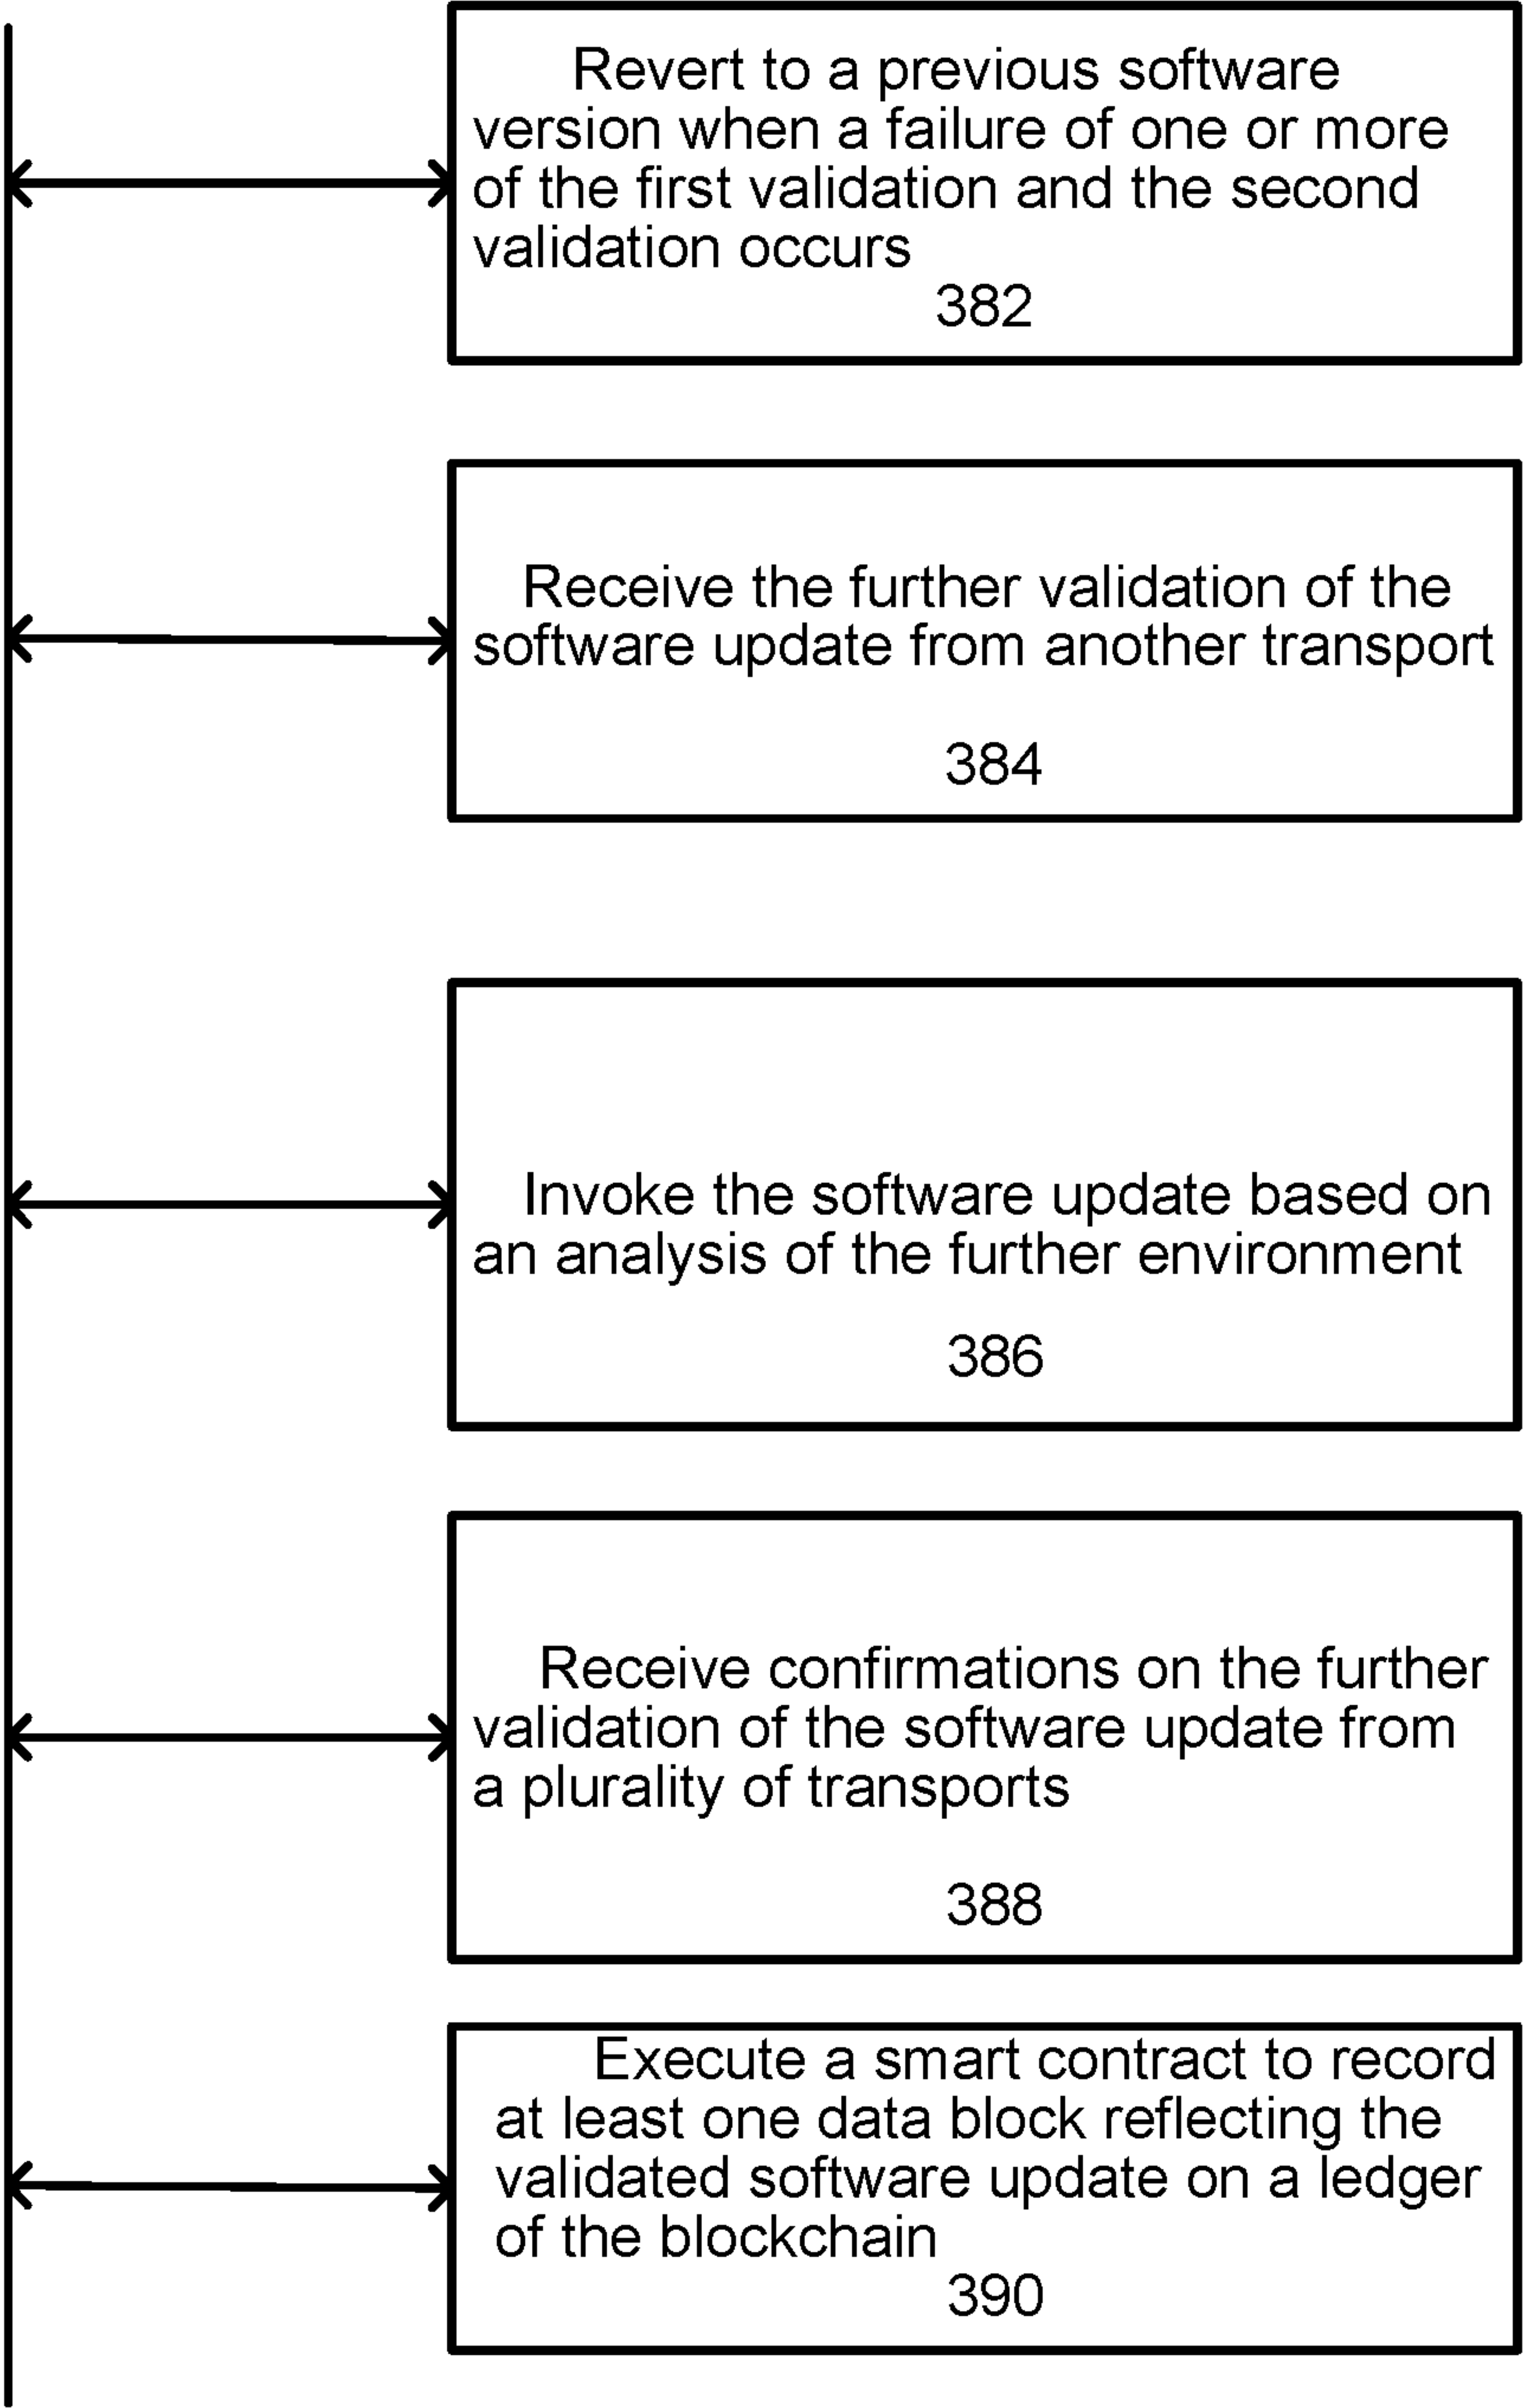 Revert to a previous software
version when a failure of one or more
of the first validation and the second
validation occurs
382
Receive the further validation of the
software update from another transport
384
Invoke the software update based on
an analysis of the further environment
386
Receive confirmations on the further
validation of the software update from
a plurality of transports
388
Execute a smart contract to record
at least one data block reflecting the
validated software update on a ledger
of the blockchain
390